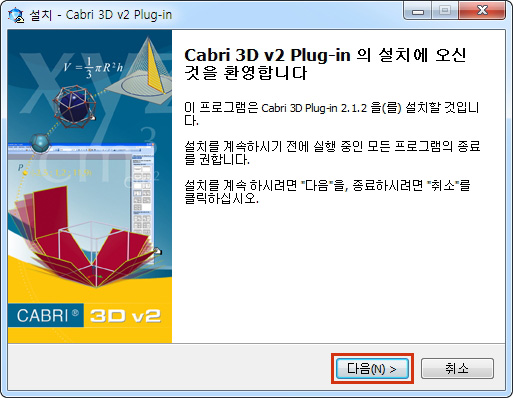 설치 - Cabri 3D v2 Plug-in
V = 1/3 π R² h
CABRI ® 3D v2
Cabri 3D v2 Plug-in 의 설치에 오신
것을 환영합니다
이 프로그램은 Cabri 3D Plug-in 2.1.2 을(를) 설치할 것입니
다.
설치를 계속하시기 전에 실행 중인 모든 프로그램의 종료
를 권합니다.
설치를 계속 하시려면 "다음"을, 종료하시려면 "취소"를
클릭하십시오.
다음(N) >
취소